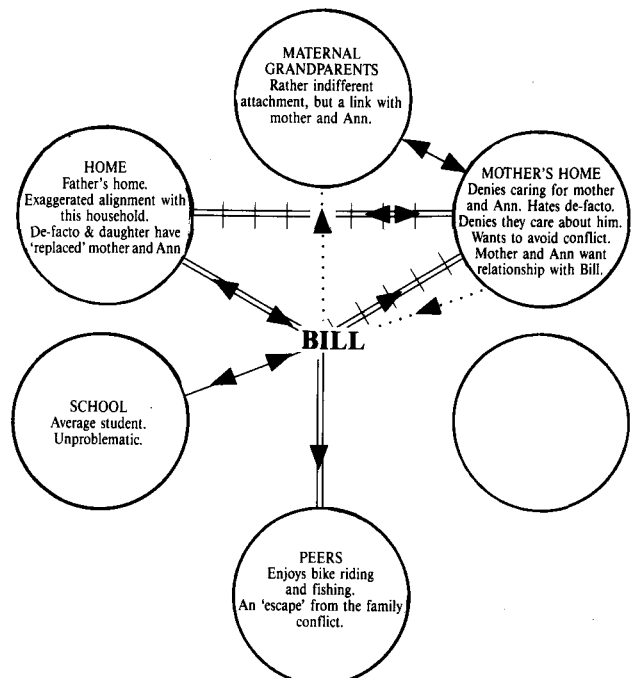 MATERNAL
GRANDPARENTS
Rather indifferent
attachment, but a link with
mother and Ann.
HOME
Father's home.
Exaggerated alignment with
this household.
De-facto & daughter have
'replaced' mother and Ann
MOTHER'S HOME
Denies caring for mother
and Ann. Hates de-facto.
Denies they care about him.
Wants to avoid conflict.
Mother and Ann want
relationship with Bill.
BILL
SCHOOL
Average student.
Unproblematic.
PEERS
Enjoys bike riding
and fishing.
An 'escape' from the family
conflict.